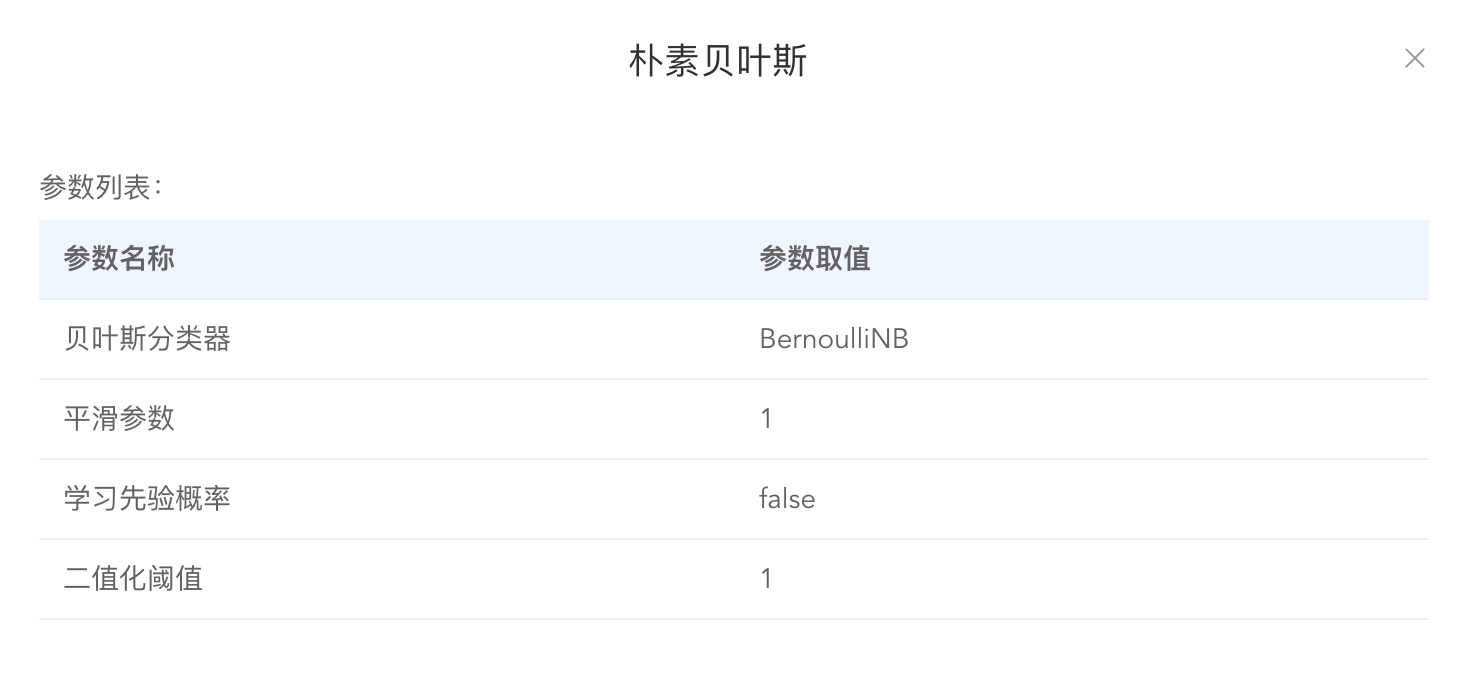 朴素贝叶斯
参数列表：
参数名称 参数取值
贝叶斯分类器 BernoulliNB
平滑参数 1
学习先验概率 false
二值化阈值 1